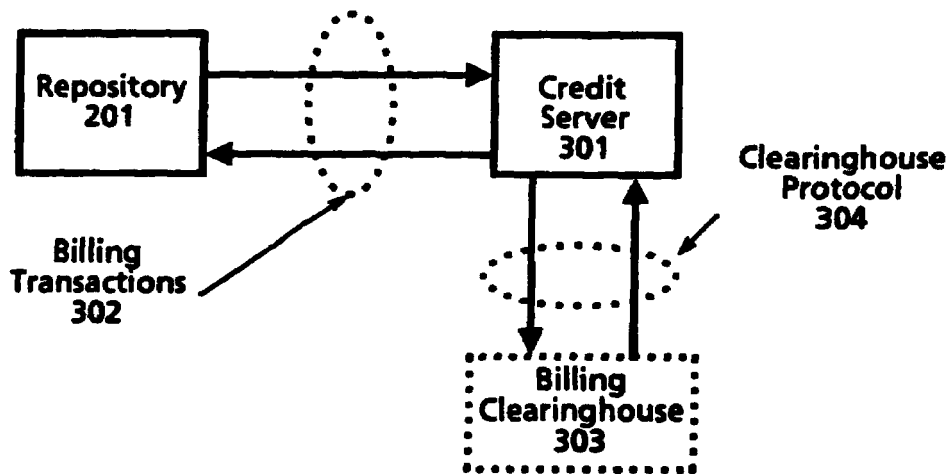 Repository
201
Credit
Server
301
Clearinghouse
Protocol
304
Billing
Transactions
302
Billing
Clearinghouse
303